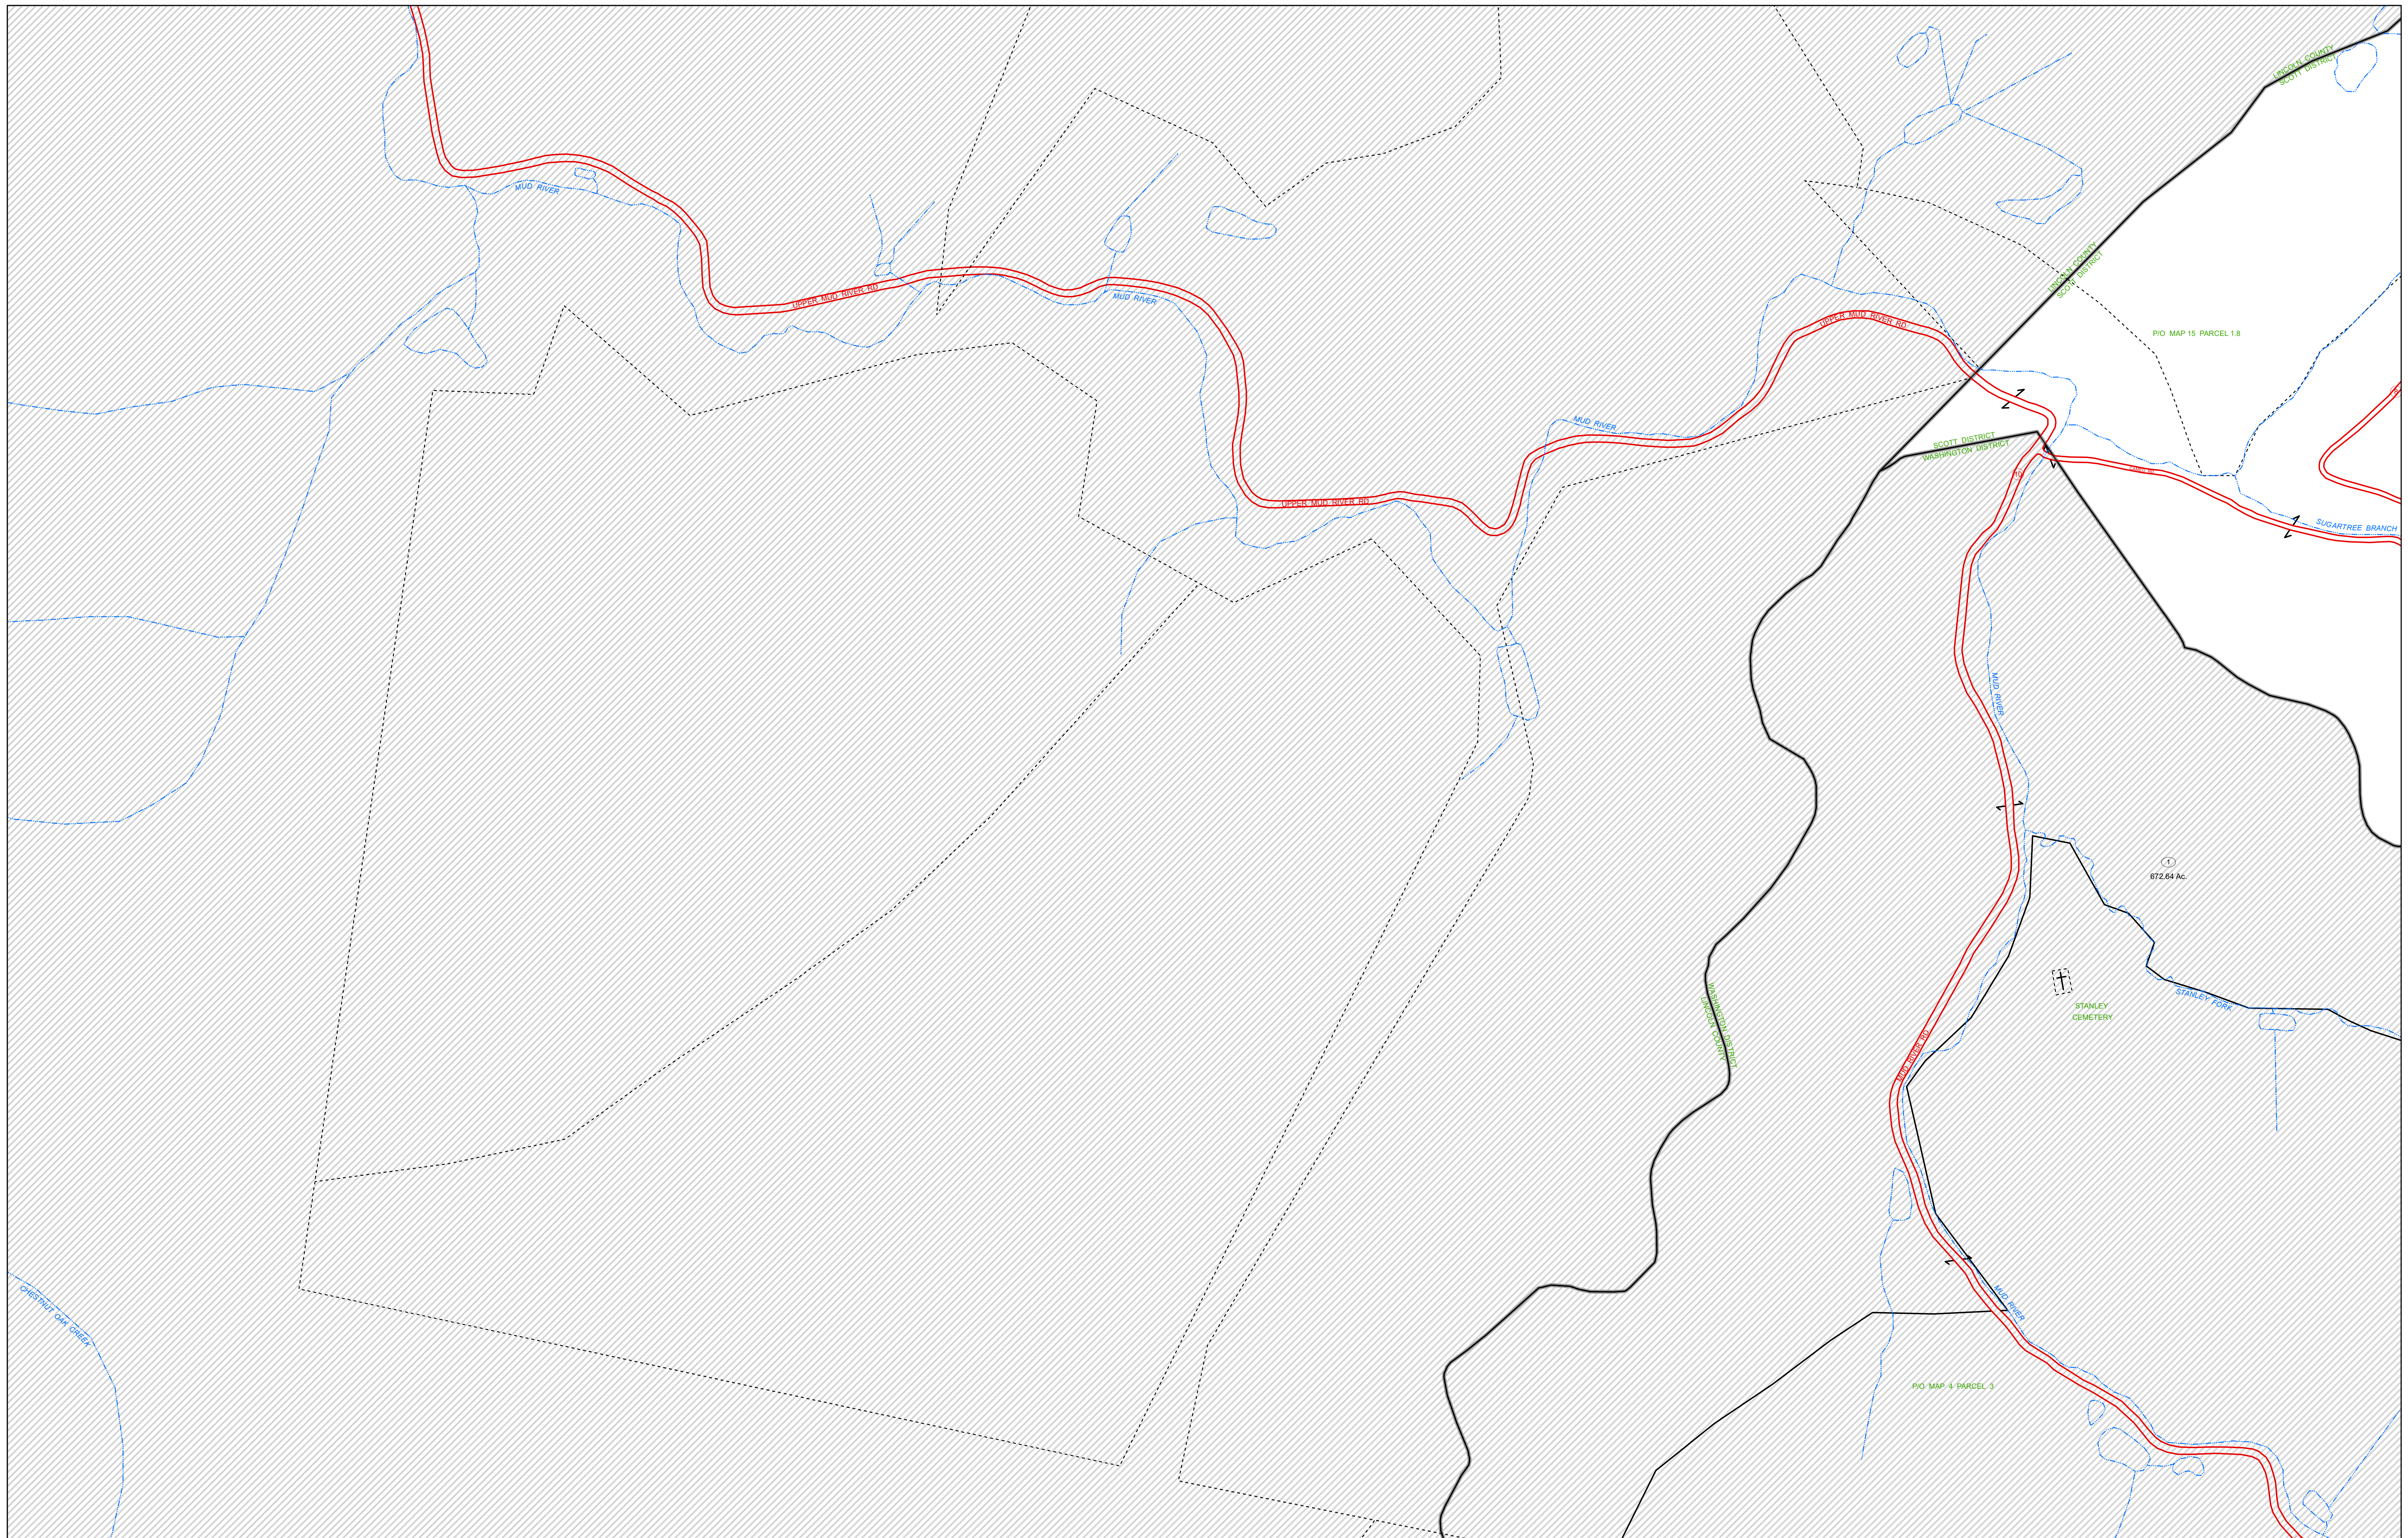 LINCOLN COUNTY
SCOTT DISTRICT
MUD RIVER
LINCOLN COUNTY
SCOTT DISTRICT
UPPER MUD RIVER RD
MUD RIVER
UPPER MUD RIVER RD
P/O MAP 15 PARCEL 1.8
MUD RIVER
SCOTT DISTRICT
WASHINGTON DISTRICT
10
UPPER MUD RIVER RD
SUGARTREE BRANCH
MUD RIVER
1
672.64 Ac.
WASHINGTON DISTRICT
LINCOLN COUNTY
STANLEY FORK
STANLEY
CEMETERY
MUD RIVER RD
CHESTNUT OAK CREEK
MUD RIVER
P/O MAP 4 PARCEL 3